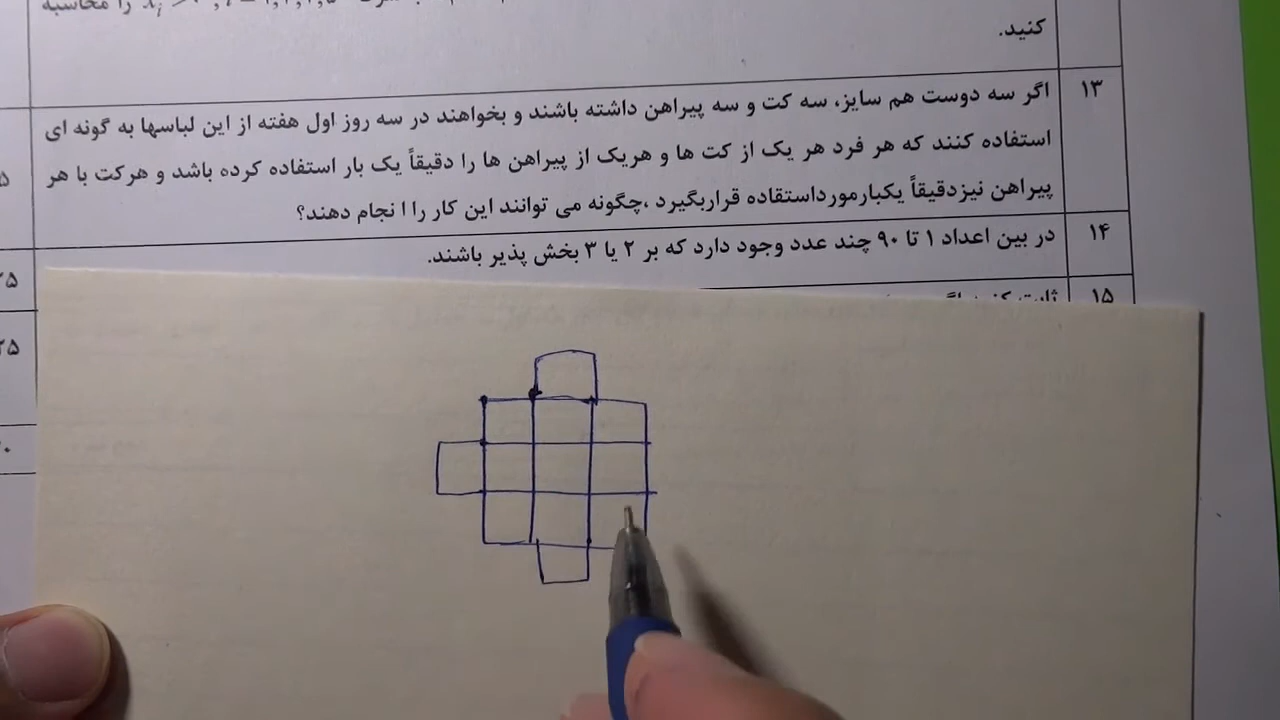 را محاسبه
کنید.
۱۳
اگر سه دوست هم سایز، سه کت و سه پیراهن داشته باشند و بخواهند در سه روز اول هفته از این لباسها به گونه ای
استفاده کنند که هر فرد هر یک از کت ها و هریک از پیراهن ها را دقیقاً یک بار استفاده کرده باشد و هرکت با هر
پیراهن نیزدقیقاً یکبارمورداستقاده قراربگیرد ،چگونه می توانند این کار را ا نجام دهند؟
۱۴
در بین اعداد ۱ تا ۹۰ چند عدد وجود دارد که بر ۲ یا ۳ بخش پذیر باشند.
۱۵